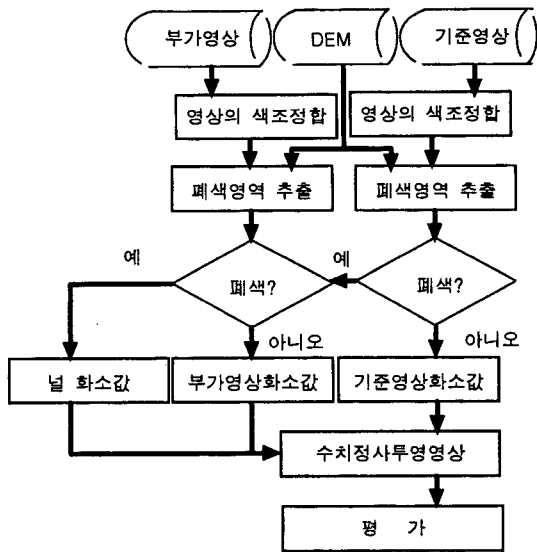 부가영상
DEM
기준영상
영상의 색조정합
영상의 색조정합
폐색영역 추출
폐색영역 추출
예
예
폐색?
폐색?
아니오
아니오
널 화소값
부가영상화소값
기준영상화소값
수치정사투영영상
평 가